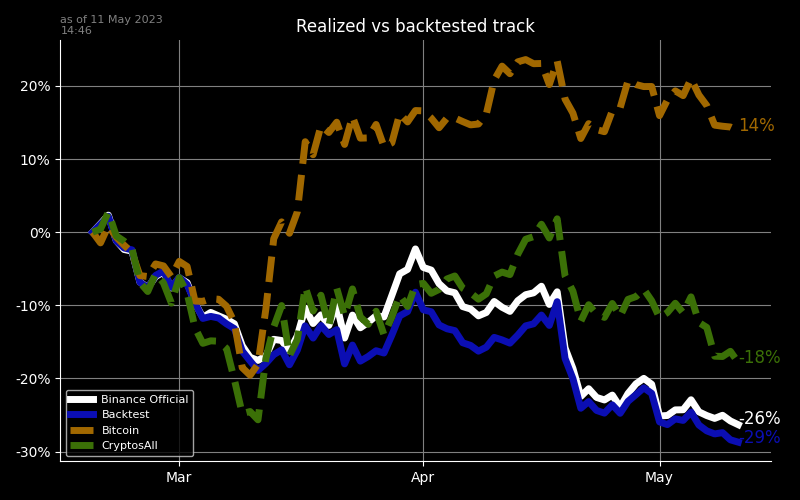 as of 11 May 2023
14:46
Realized vs backtested track
20%
10%
0%
-10%
-20%
-30%
14%
-18%
-26%
-29%
Binance Official
Backtest
Bitcoin
CryptosAll
Mar
Apr
May